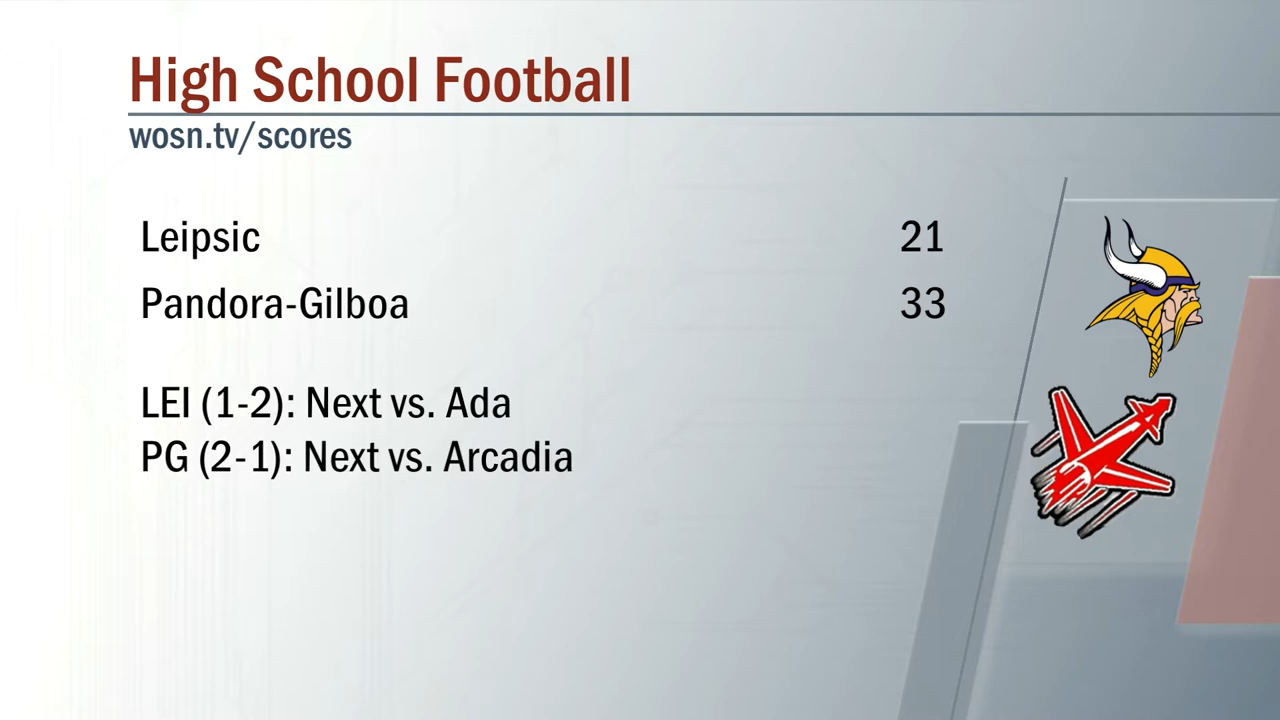 High School Football
wosn.tv/scores
Leipsic 21
Pandora-Gilboa 33
LEI (1-2): Next vs. Ada
PG (2-1): Next vs. Arcadia